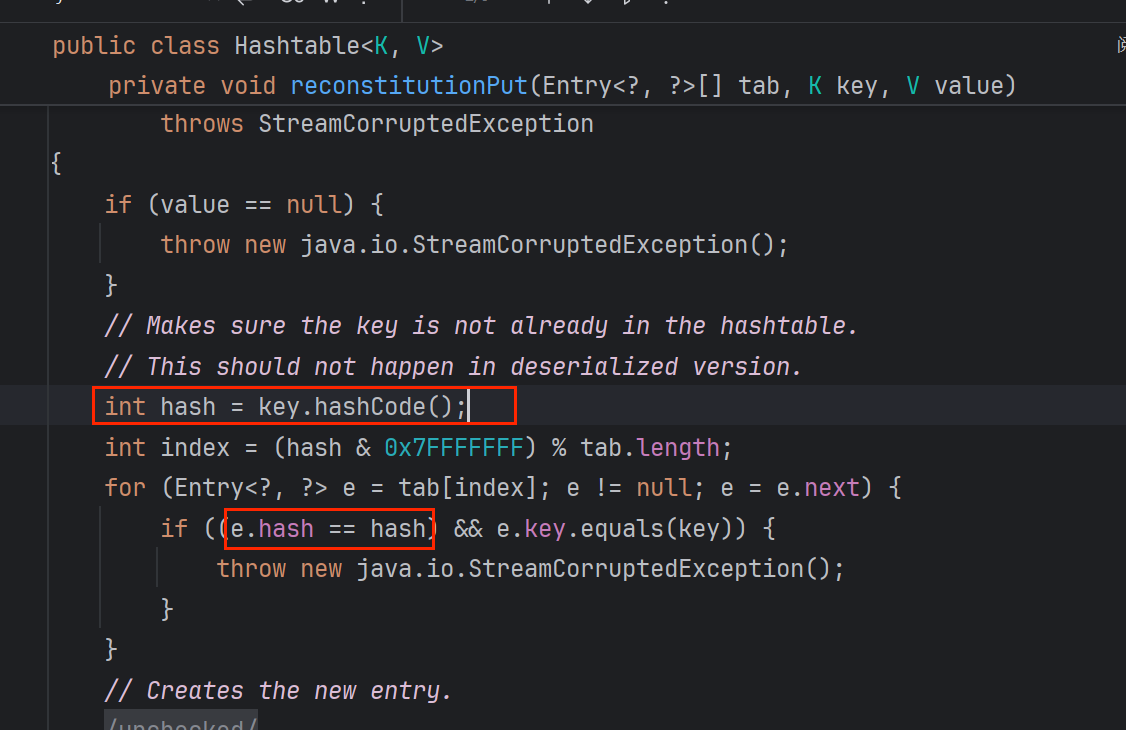 public class Hashtable<K, V>
private void reconstitutionPut(Entry<?, ?>[] tab, K key, V value)
throws StreamCorruptedException
{
if (value == null) {
throw new java.io.StreamCorruptedException();
}
// Makes sure the key is not already in the hashtable.
// This should not happen in deserialized version.
int hash = key.hashCode();
int index = (hash & 0x7FFFFFFF) % tab.length;
for (Entry<?, ?> e = tab[index]; e != null; e = e.next) {
if ((e.hash == hash) && e.key.equals(key)) {
throw new java.io.StreamCorruptedException();
}
}
// Creates the new entry.
/unchecked/